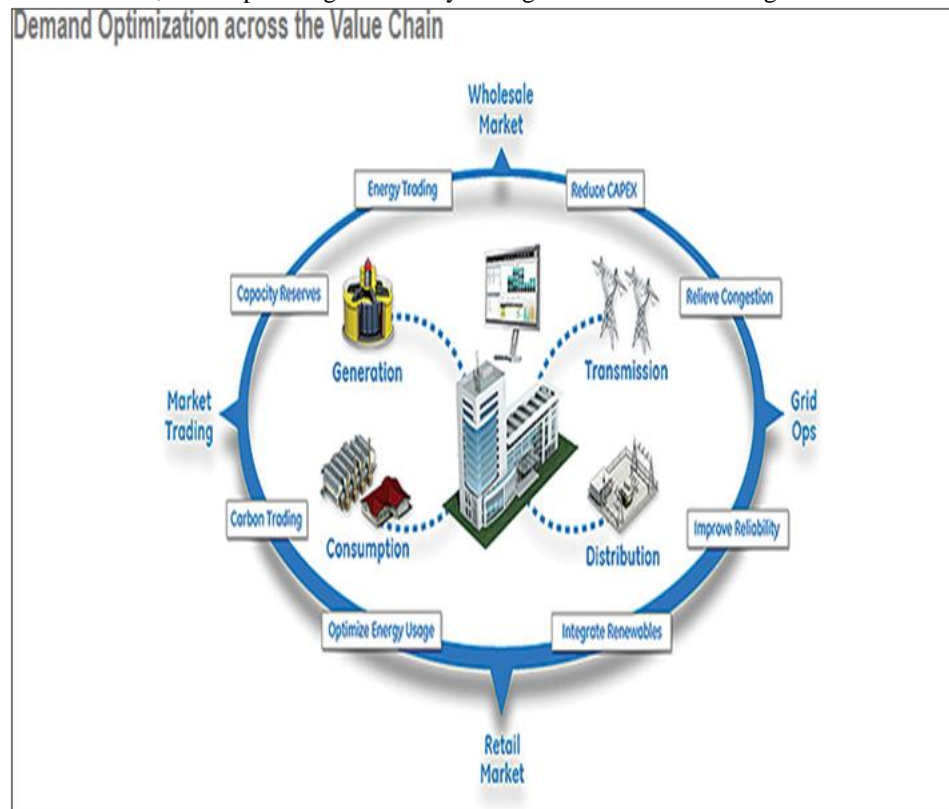 Demand Optimization across the Value Chain
Wholesale
Market
Energy Trading
Reduce CAPEX
Capacity Reserves
Relieve Congestion
Generation
Transmission
Market
Trading
Grid
Ops
Carbon Trading
Improve Reliability
Consumption
Distribution
Optimize Energy Usage
Integrate Renewables
Retail
Market